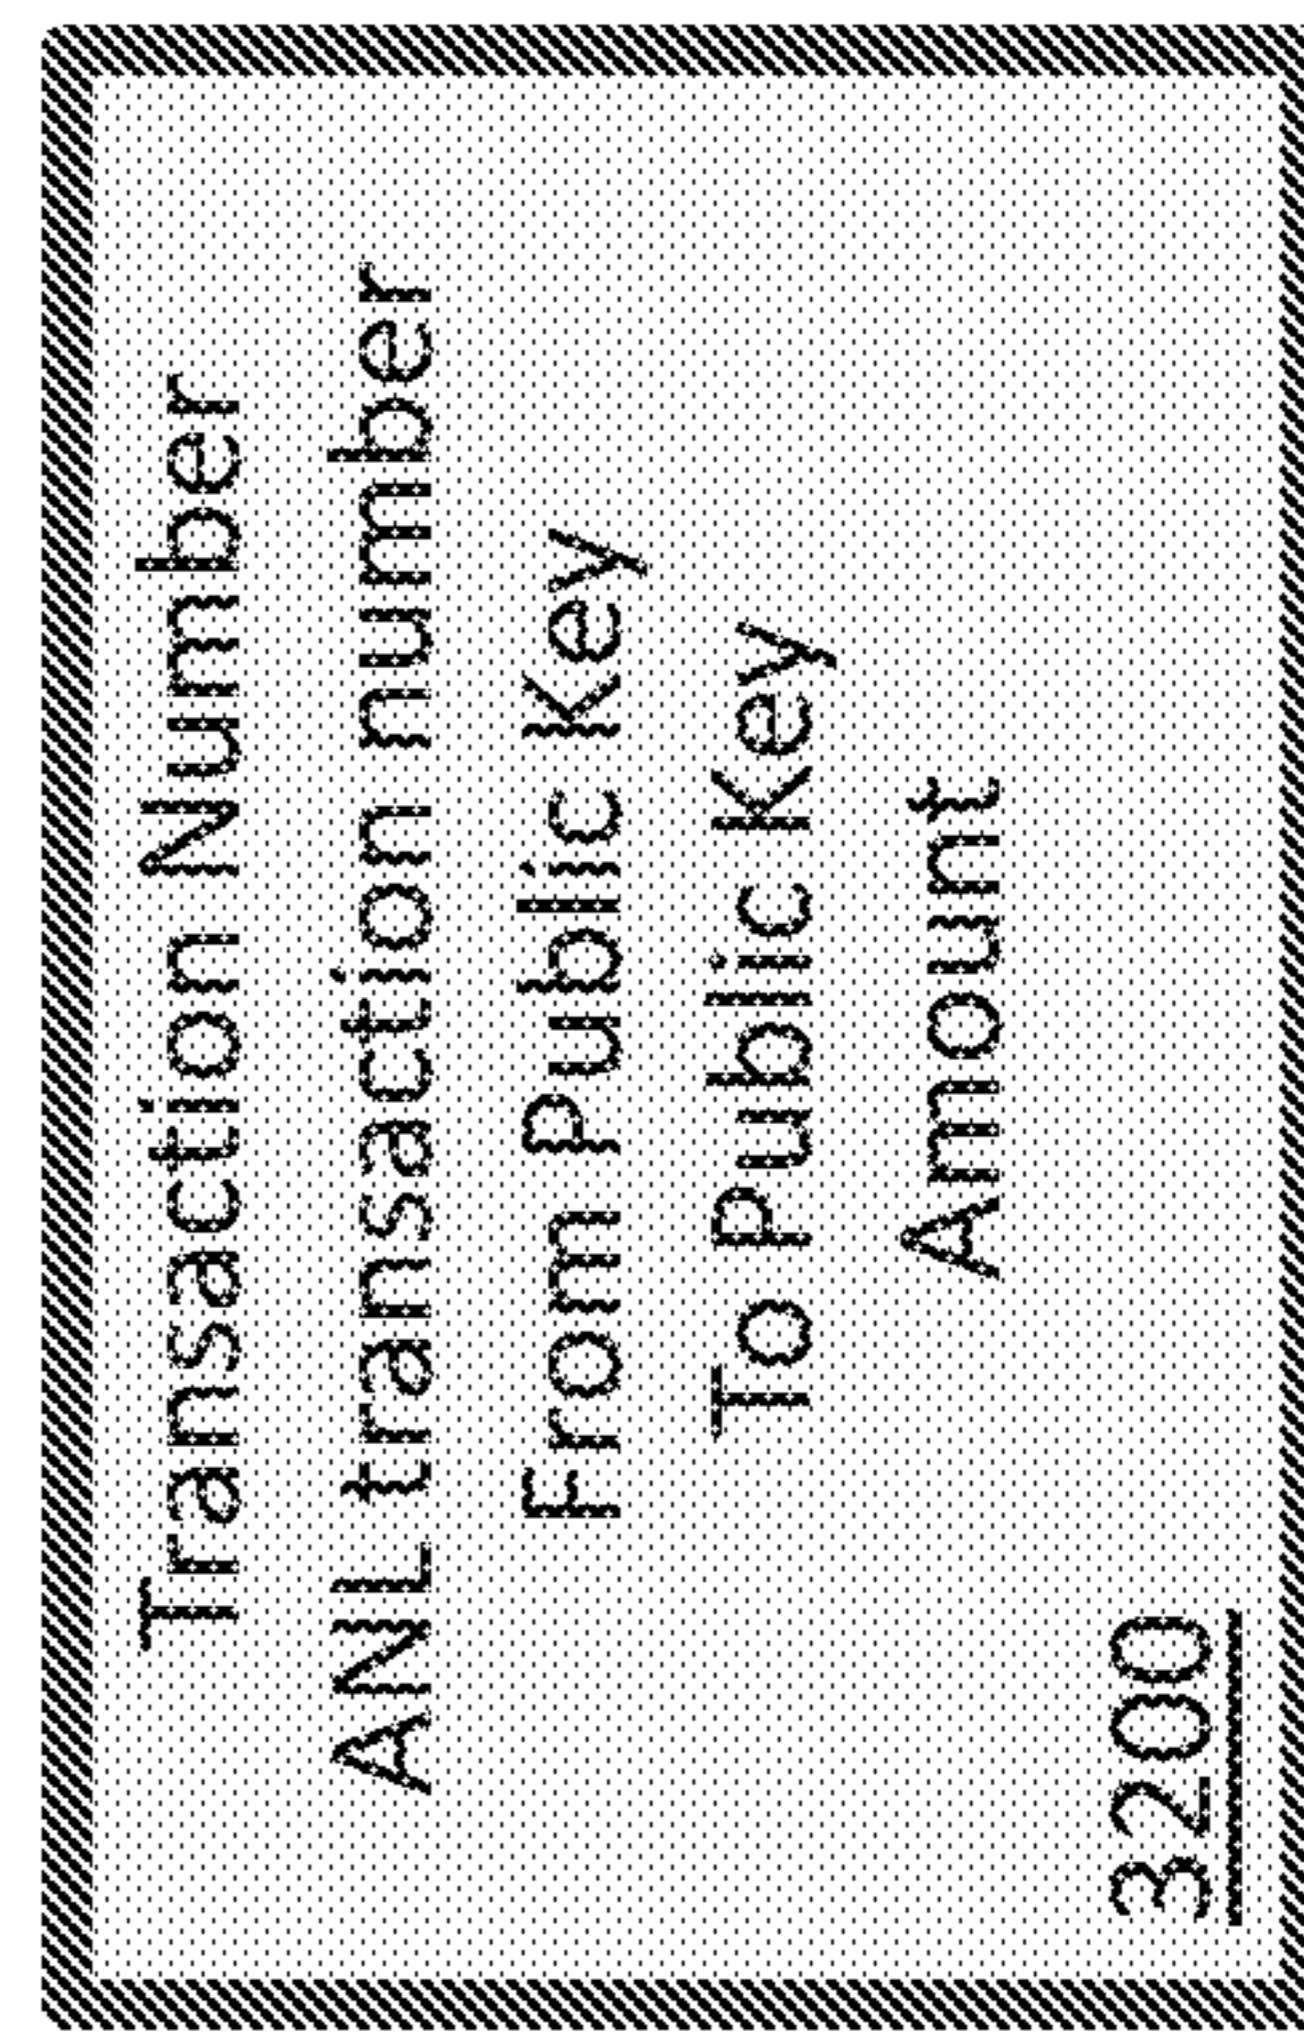 Transaction Number
ANL transaction number
From Public Key
To Public Key
Amount
3200